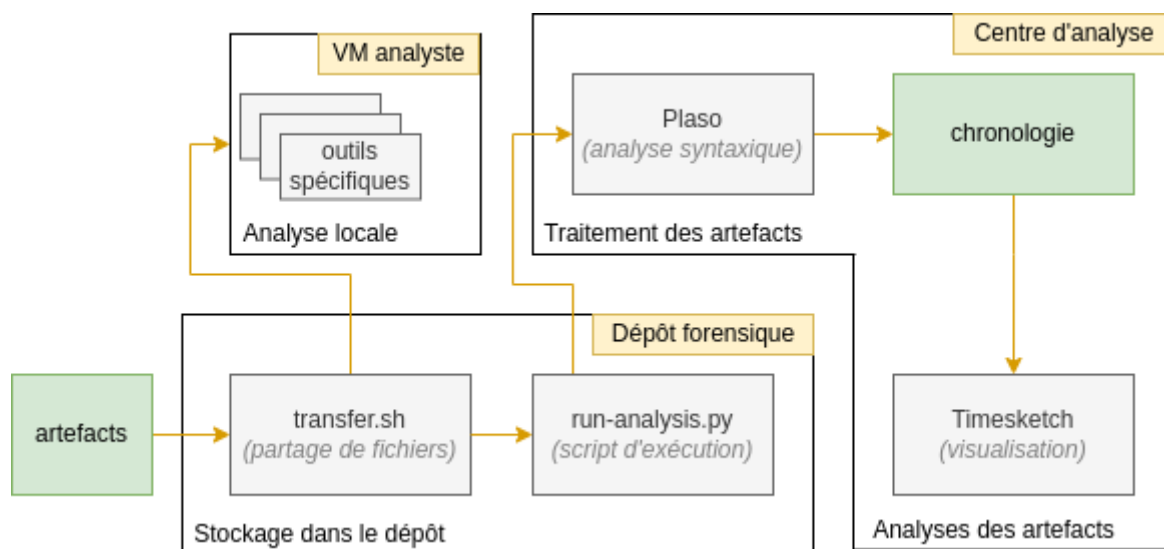 VM analyste
outils
spécifiques
Analyse locale
Centre d'analyse
Plaso
(analyse syntaxique)
chronologie
Traitement des artefacts
Dépôt forensique
artefacts
transfer.sh
(partage de fichiers)
run-analysis.py
(script d'exécution)
Stockage dans le dépôt
Timesketch
(visualisation)
Analyses des artefacts